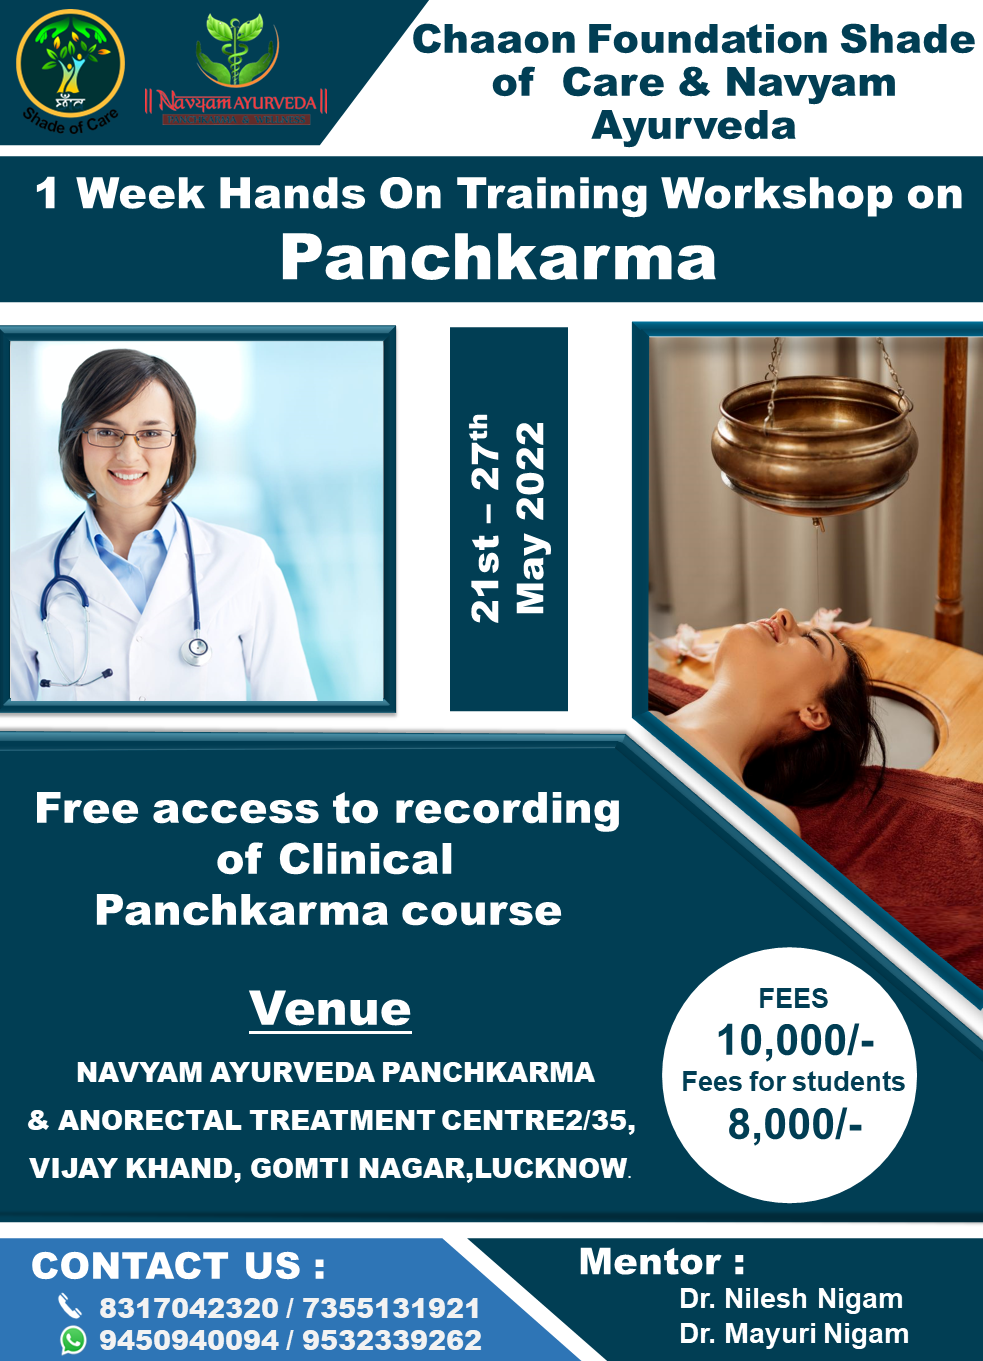 छाँव
Shade of Care
Navyam AYURVEDA
Chaaon Foundation Shade
of Care & Navyam
Ayurveda
1 Week Hands On Training Workshop on
Panchkarma
21st – 27th
May 2022
Free access to recording
of Clinical
Panchkarma course
Venue
NAVYAM AYURVEDA PANCHKARMA
& ANORECTAL TREATMENT CENTRE2/35,
VIJAY KHAND, GOMTI NAGAR,LUCKNOW.
FEES
10,000/-
Fees for students
8,000/-
CONTACT US :
8317042320 / 7355131921
9450940094 / 9532339262
Mentor :
Dr. Nilesh Nigam
Dr. Mayuri Nigam